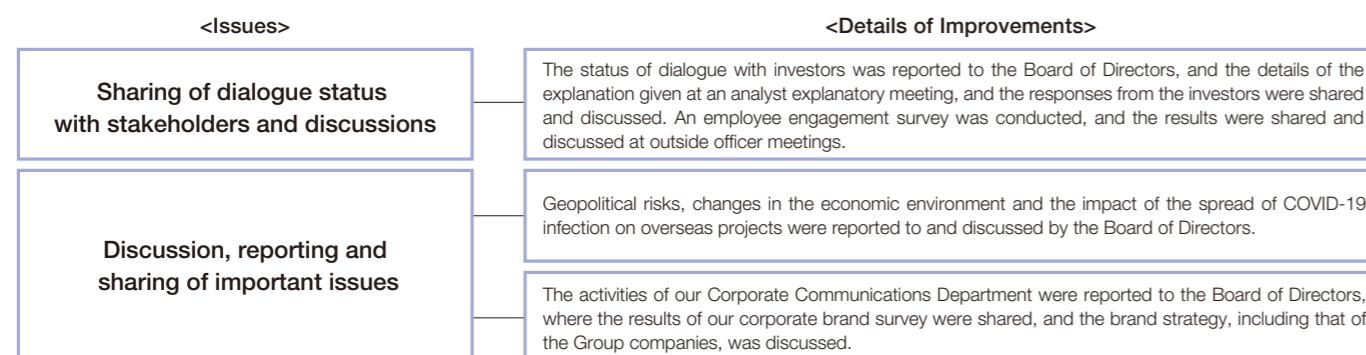 <Issues>
<Details of Improvements>
Sharing of dialogue status
with stakeholders and discussions
The status of dialogue with investors was reported to the Board of Directors, and the details of the
explanation given at an analyst explanatory meeting, and the responses from the investors were shared
and discussed. An employee engagement survey was conducted, and the results were shared and
discussed at outside officer meetings.
Discussion, reporting and
sharing of important issues
Geopolitical risks, changes in the economic environment and the impact of the spread of COVID-19
infection on overseas projects were reported to and discussed by the Board of Directors.
The activities of our Corporate Communications Department were reported to the Board of Directors,
where the results of our corporate brand survey were shared, and the brand strategy, including that of
the Group companies, was discussed.